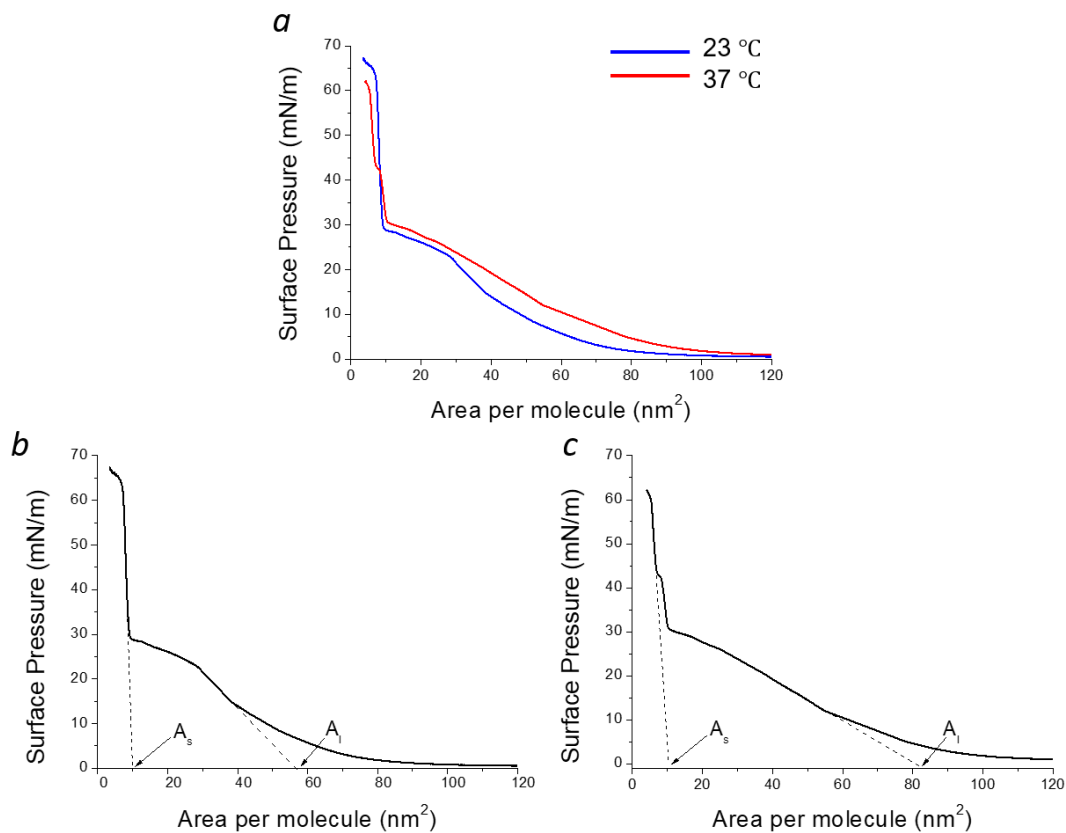 a
23 °C
37 °C
Surface Pressure (mN/m)
70
60
50
40
30
20
10
0
0 20 40 60 80 100 120
Area per molecule (nm²)
b
Surface Pressure (mN/m)
70
60
50
40
30
20
10
0
As
Al
0 20 40 60 80 100 120
Area per molecule (nm²)
c
Surface Pressure (mN/m)
70
60
50
40
30
20
10
0
As
Al
0 20 40 60 80 100 120
Area per molecule (nm²)